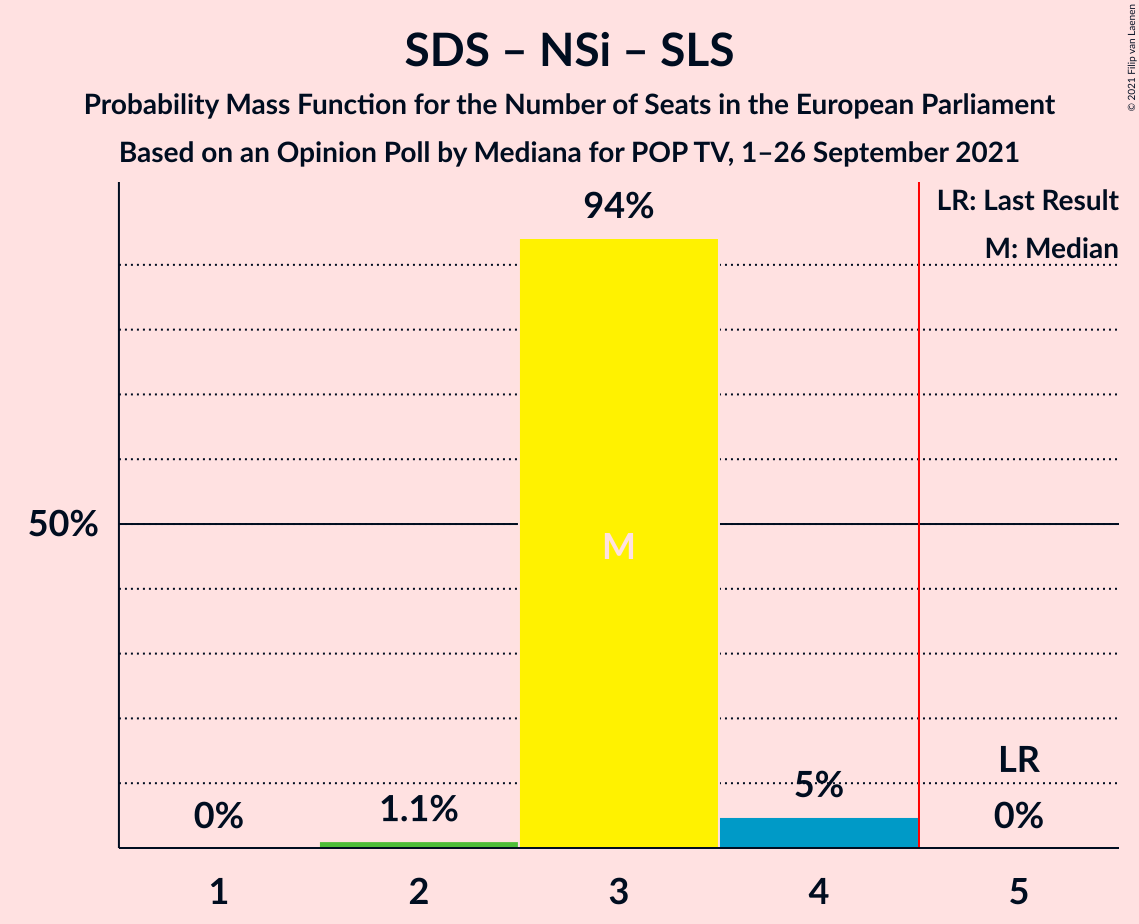 SDS – NSi – SLS
Probability Mass Function for the Number of Seats in the European Parliament
Based on an Opinion Poll by Mediana for POP TV, 1–26 September 2021
© 2021 Filip van Laenen
LR: Last Result
M: Median
94%
50%
M
LR
0%
1.1%
5%
0%
1
2
3
4
5